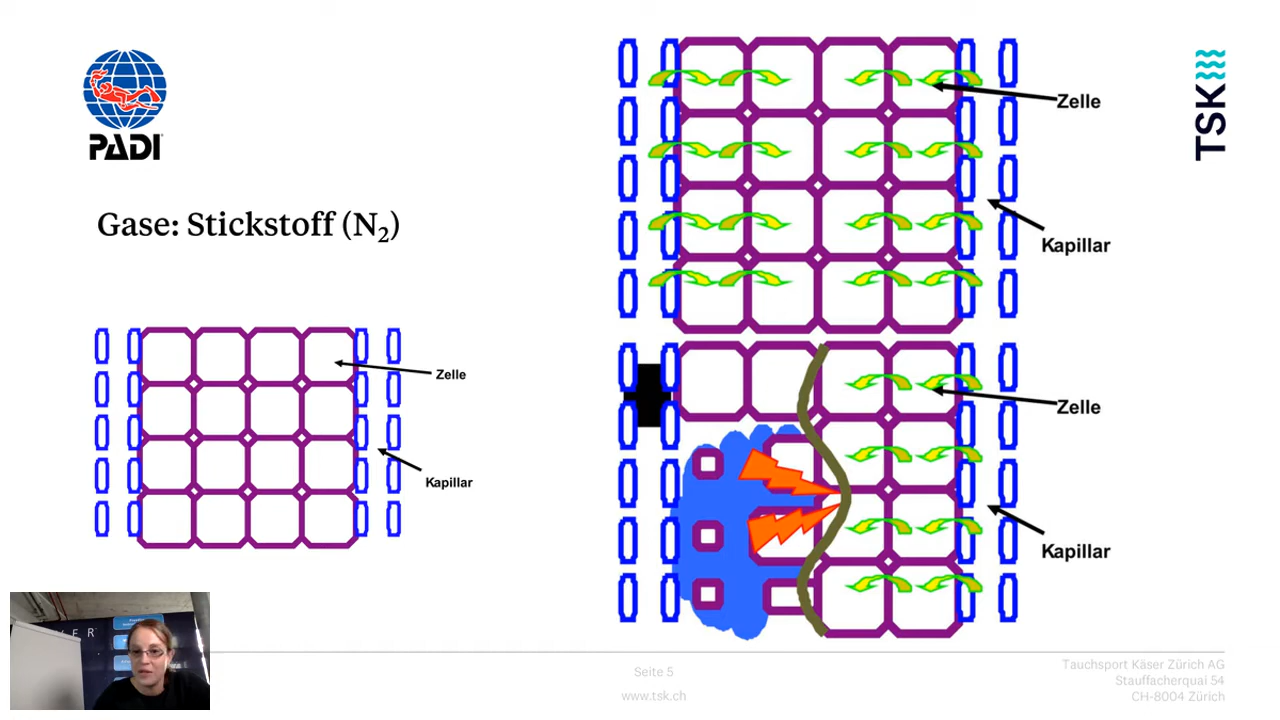 PADI
TSK
Gase: Stickstoff (N₂)
Zelle
Kapillar
Zelle
Kapillar
Zelle
Kapillar
Seite 5
www.tsk.ch
Tauchsport Käser Zürich AG
Stauffacherquai 54
CH-8004 Zürich